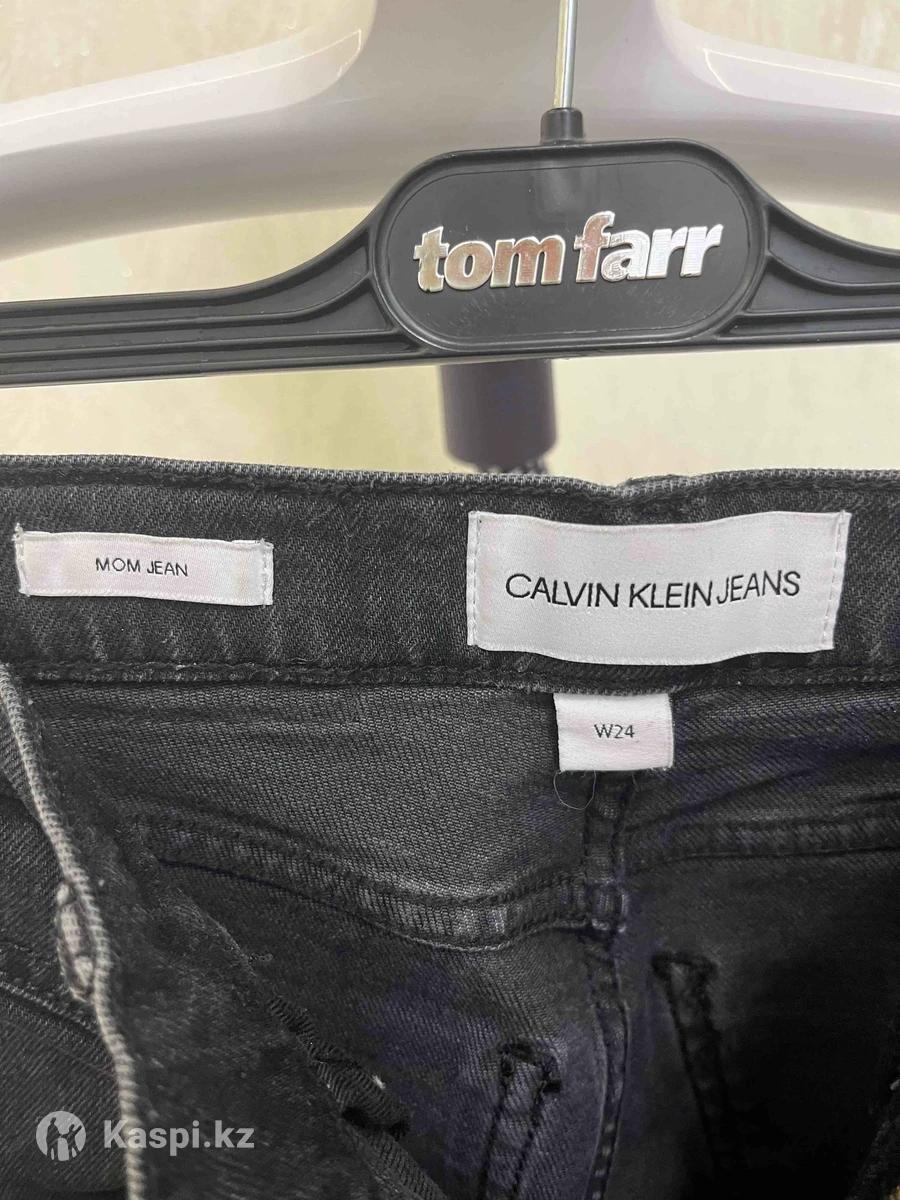 tom farr
MOM JEAN
CALVIN KLEIN JEANS
W24
Kaspi.kz